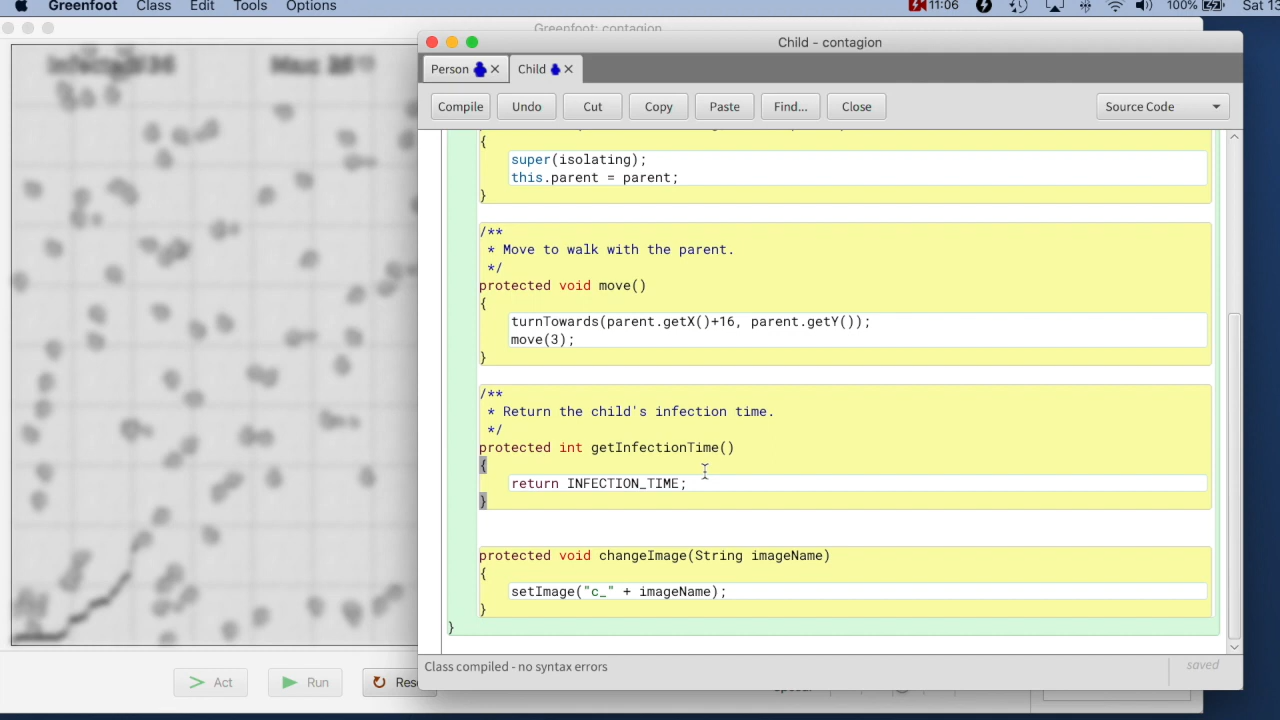 Greenfoot Class Edit Tools Options 11:06 100% Sat 13
Greenfoot: contagion
Child - contagion
Person Child
Compile Undo Cut Copy Paste Find... Close Source Code
{
super(isolating);
this.parent = parent;
}
/**
* Move to walk with the parent.
*/
protected void move()
{
turnTowards(parent.getX()+16, parent.getY());
move(3);
}
/**
* Return the child's infection time.
*/
protected int getInfectionTime()
{
return INFECTION_TIME;
}
protected void changeImage(String imageName)
{
setImage("c_" + imageName);
}
}
Class compiled - no syntax errors saved
Act Run Res